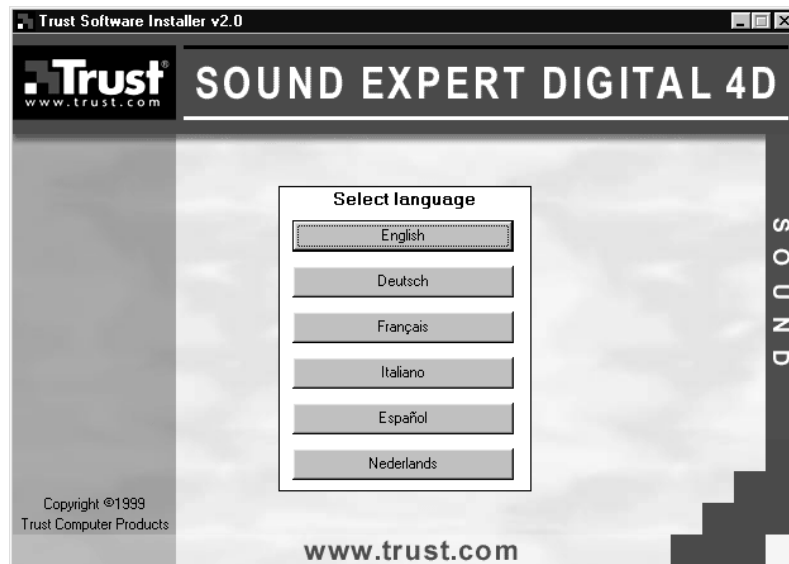 Trust Software Installer v2.0
Trust®
www.trust.com
SOUND EXPERT DIGITAL 4D
Select language
English
Deutsch
Français
Italiano
Español
Nederlands
SOUND
Copyright ©1999
Trust Computer Products
www.trust.com